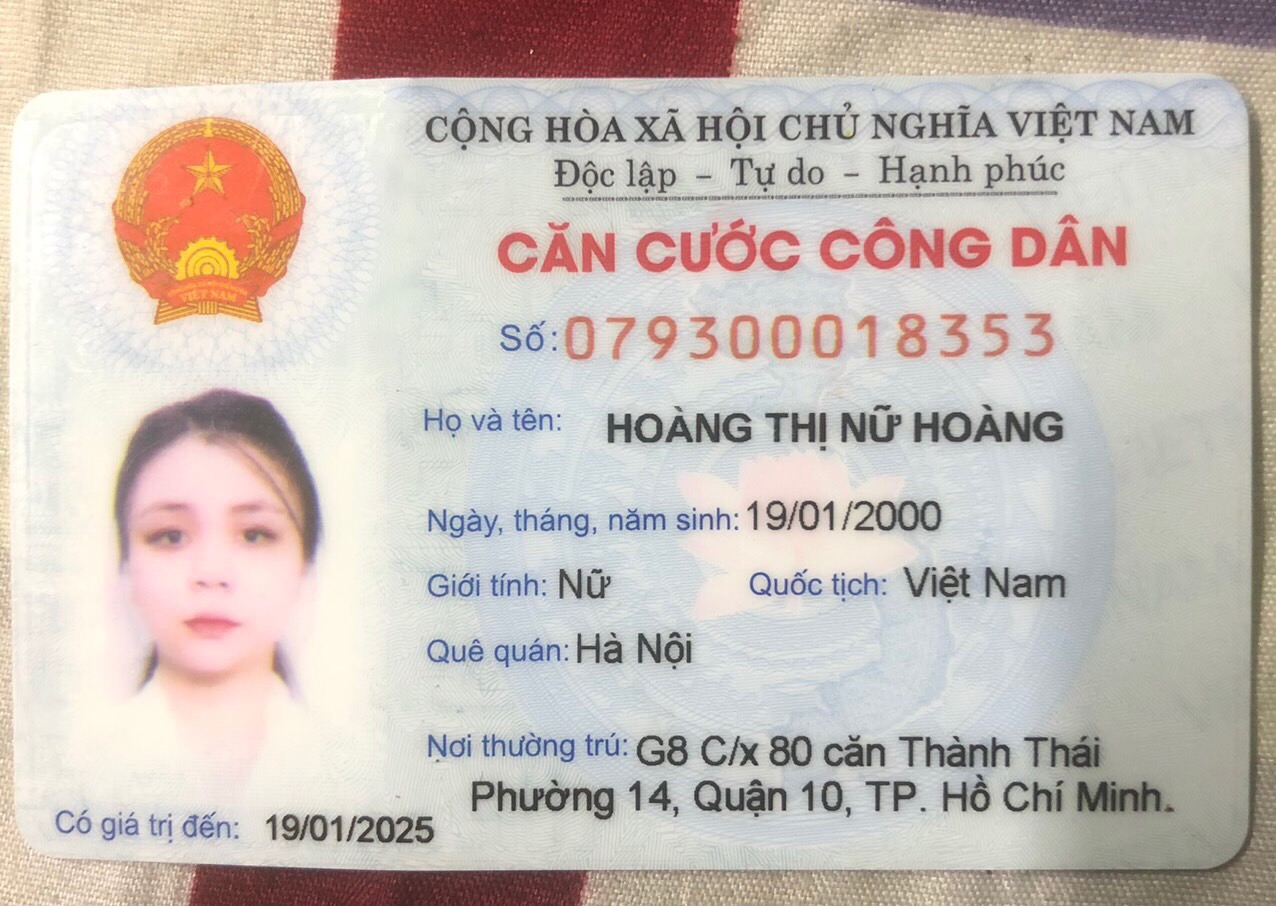 CỘNG HÒA XÃ HỘI CHỦ NGHĨA VIỆT NAM
Độc lập – Tự do – Hạnh phúc
CĂN CƯỚC CÔNG DÂN
Số: 079300018353
Họ và tên: HOÀNG THỊ NỮ HOÀNG
Ngày, tháng, năm sinh: 19/01/2000
Giới tính: Nữ Quốc tịch: Việt Nam
Quê quán: Hà Nội
Nơi thường trú: G8 C/x 80 căn Thành Thái
Phường 14, Quận 10, TP. Hồ Chí Minh.
Có giá trị đến: 19/01/2025
VIỆT NAM